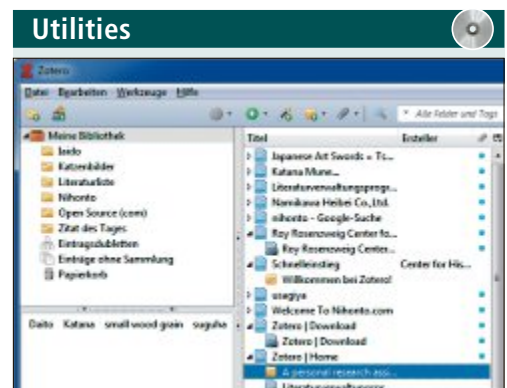 Utilities
Zotero
Datei Bearbeiten Werkzeuge Hilfe
Alle Felder und Tags
Meine Bibliothek
Iaido
Katzenbilder
Literaturliste
Nihonto
Open Source (com)
Zitat des Tages
Eintragsdubletten
Einträge ohne Sammlung
Papierkorb
Daito Katana small wood grain suguha
Titel Ersteller
Japanese Art Swords = Ts...
Katana Mune...
Literaturverwaltungsprogr...
Namikawa Heibei Co., Ltd.
nihonto - Google-Suche
Roy Rosenzweig Center fo...
Roy Rosenzweig Center...
Schnelleinstieg Center for His...
Willkommen bei Zotero!
usagiya
Welcome To Nihonto.com
Zotero | Download
Zotero | Download
Zotero | Home
A personal research assi...